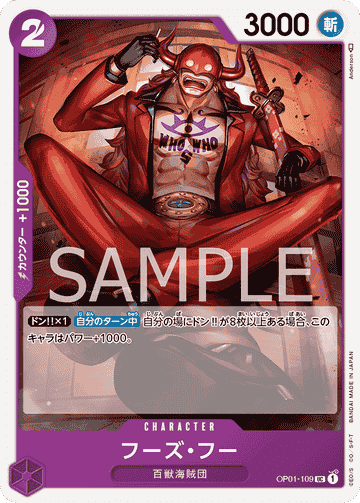 2
3000
斬
Anderson
カウンター +1000
WHO WHO
S
SAMPLE
ドン!!×1 自分のターン中 自分の場にドン!!が8枚以上ある場合、この
キャラはパワー+1000。
CHARACTER
フーズ・フー
百獣海賊団
OP01-109 UC 1
BANDAI MADE IN JAPAN